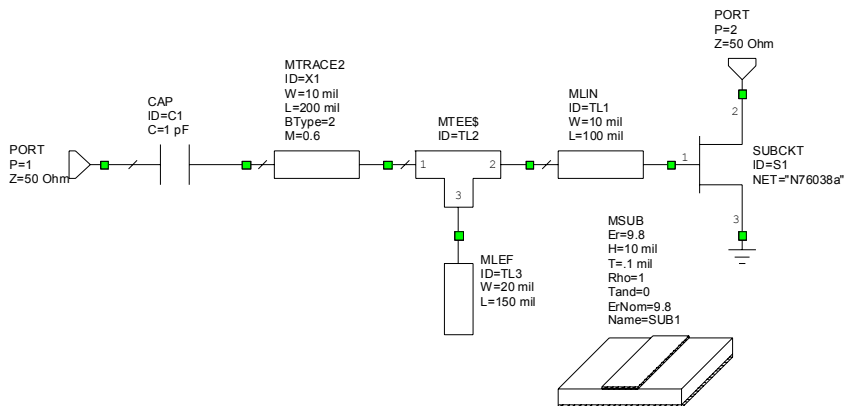 PORT
P=1
Z=50 Ohm
CAP
ID=C1
C=1 pF
MTRACE2
ID=X1
W=10 mil
L=200 mil
BType=2
M=0.6
MTEE$
ID=TL2
1
2
3
MLEF
ID=TL3
W=20 mil
L=150 mil
MLIN
ID=TL1
W=10 mil
L=100 mil
PORT
P=2
Z=50 Ohm
2
1
3
SUBCKT
ID=S1
NET="N76038a"
MSUB
Er=9.8
H=10 mil
T=.1 mil
Rho=1
Tand=0
ErNom=9.8
Name=SUB1